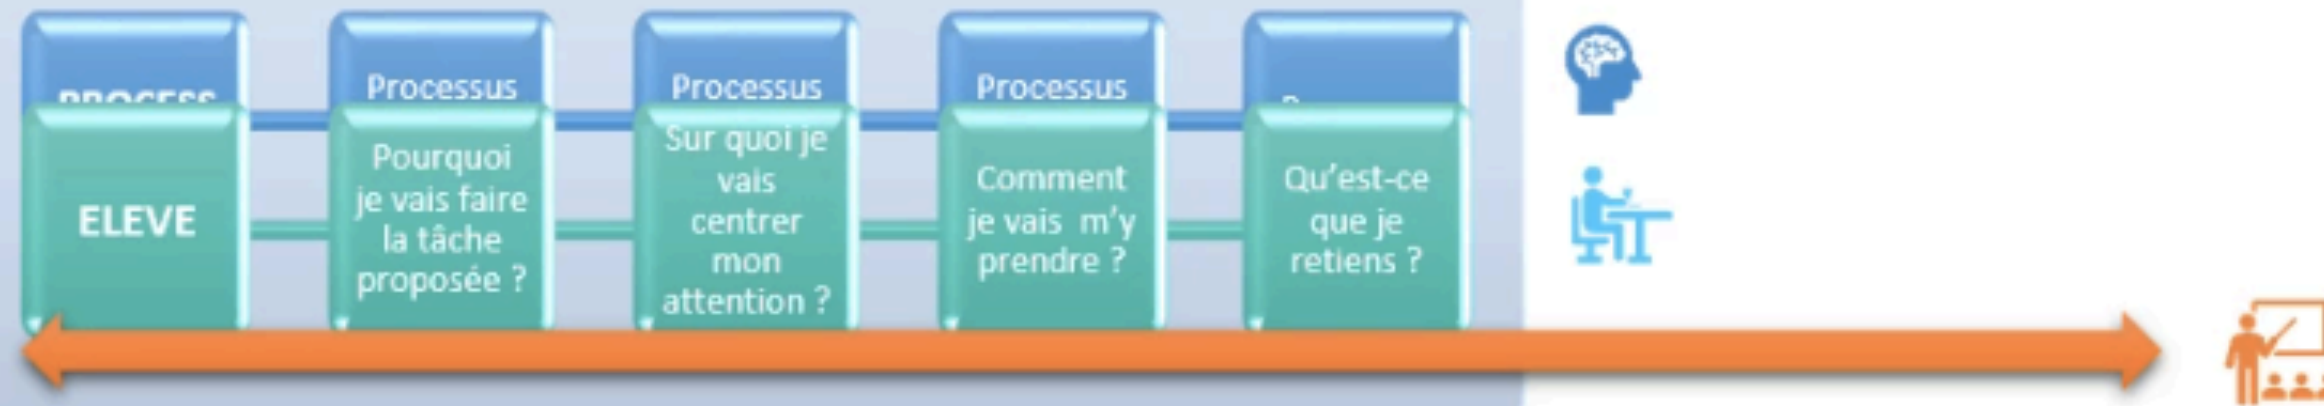 PROCESS
Processus
Processus
Processus
ELEVE
Pourquoi
je vais faire
la tâche
proposée ?
Sur quoi je
vais
centrer
mon
attention ?
Comment
je vais m'y
prendre ?
Qu'est-ce
que je
retiens ?